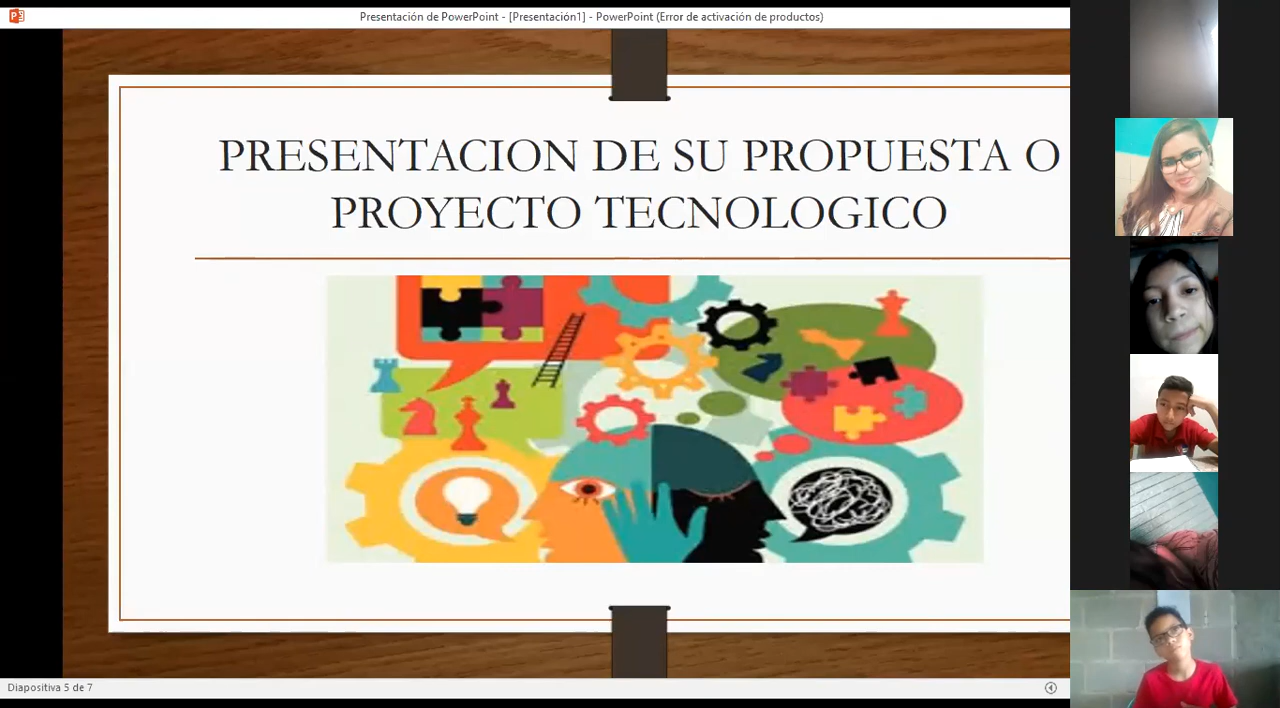 Presentación de PowerPoint - [Presentación1] - PowerPoint (Error de activación de productos)
PRESENTACION DE SU PROPUESTA O
PROYECTO TECNOLOGICO
Diapositiva 5 de 7